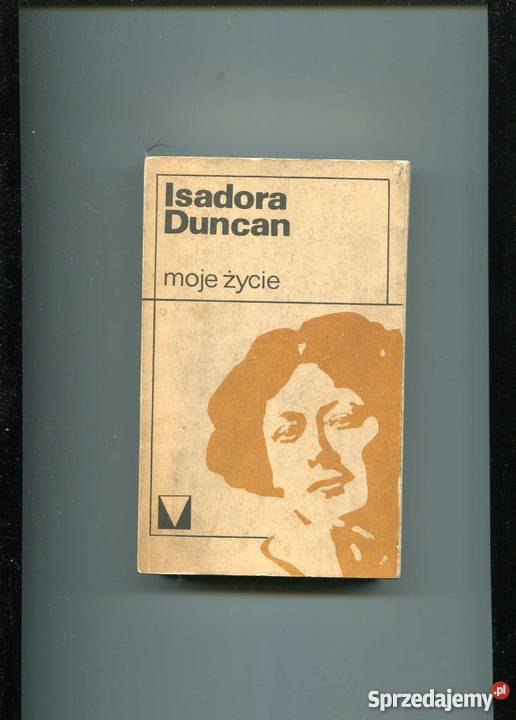 Isadora
Duncan
moje życie
Sprzedajemy.pl